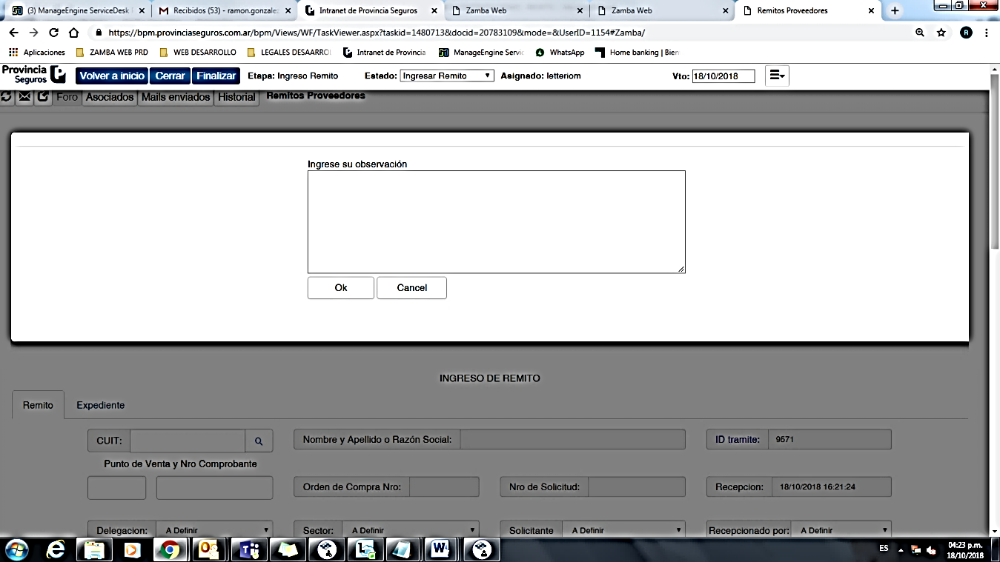 (3) ManageEngine ServiceDesk
Recibidos (53) - ramon.gonzalez
Intranet de Provincia Seguros
Zamba Web
Zamba Web
Remitos Proveedores
https://bpm.provinciaseguros.com.ar/bpm/Views/WF/TaskViewer.aspx?taskid=1480713&docid=20783109&mode=&UserID=1154#Zamba/
R
Aplicaciones
ZAMBA WEB PRD
WEB DESARROLLO
LEGALES DESAARRO
Intranet de Provincia
ManageEngine Servic
4
WhatsApp
Home banking | Bien
Provincia
Seguros
Volver a inicio
Cerrar
Finalizar
Etapa: Ingreso Remito
Estado: Ingresar Remito
Asignado: letteriom
Vto: 18/10/2018
Foro
Asociados
Mails enviados
Historial
Remitos Proveedores
Ingrese su observación
Ok
Cancel
INGRESO DE REMITO
Remito
Expediente
CUIT:
Nombre y Apellido o Razón Social:
ID tramite: 9571
Punto de Venta y Nro Comprobante
Orden de Compra Nro:
Nro de Solicitud:
Recepcion: 18/10/2018 16:21:24
Delegacion: A Definir
Sector: A Definir
Solicitante A Definir
Recepcionado por: A Definir
ES
04:23 p.m.
18/10/2018